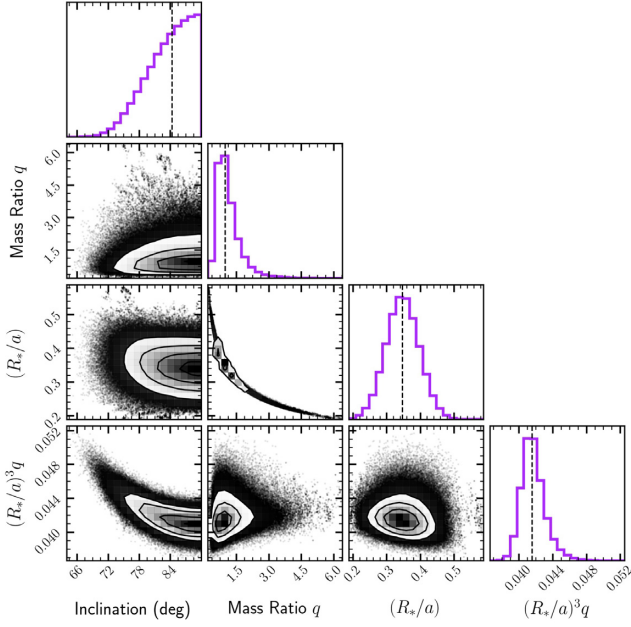 Mass Ratio q
6.0
4.5
3.0
1.5
(R*/a)
0.5
0.4
0.3
0.2
(R*/a)³q
0.052
0.048
0.044
0.040
66 72 78 84 1.5 3.0 4.5 6.0 0.2 0.3 0.4 0.5 0.040 0.044 0.048 0.052
Inclination (deg) Mass Ratio q (R*/a) (R*/a)³q